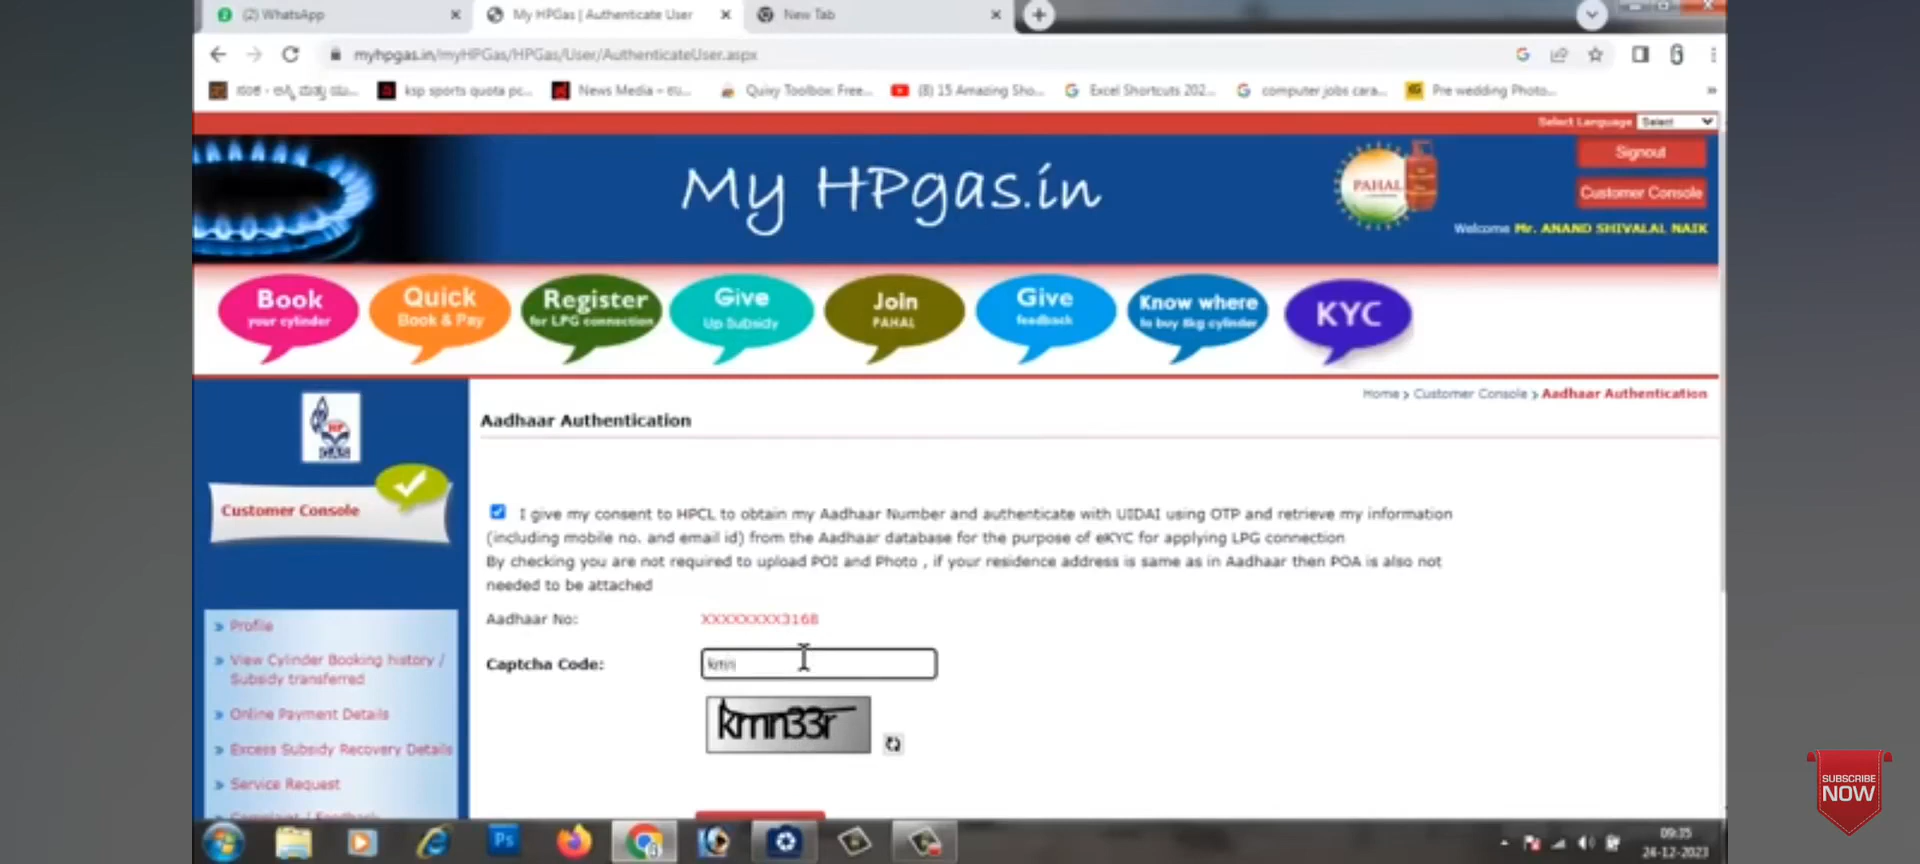 (2) WhatsApp
My HPGas | Authenticate User
New Tab
myhpgas.in/myHPGas/HPGas/User/AuthenticateUser.aspx
ksp sports quota pc...
News Media -
Quixy Toolbox: Free...
(8) 15 Amazing Sho...
Excel Shortcuts 202...
computer jobs cara...
Pre wedding Photo...
Select Language Select
My HPgas.in
PAHAL
Signout
Customer Console
Welcome Mr. ANAND SHIVALAL NAIK
Book
your cylinder
Quick
Book & Pay
Register
for LPG connection
Give
Up Subsidy
Join
PAHAL
Give
feedback
Know where
to buy 5kg cylinder
KYC
Home > Customer Console > Aadhaar Authentication
HP
GAS
Customer Console
Aadhaar Authentication
I give my consent to HPCL to obtain my Aadhaar Number and authenticate with UIDAI using OTP and retrieve my information
(including mobile no. and email id) from the Aadhaar database for the purpose of eKYC for applying LPG connection
By checking you are not required to upload POI and Photo , if your residence address is same as in Aadhaar then POA is also not
needed to be attached
Aadhaar No: XXXXXXXX3168
Captcha Code: kmn
kmn33r
» Profile
» View Cylinder Booking history /
Subsidy transferred
» Online Payment Details
» Excess Subsidy Recovery Details
» Service Request
» Complaint / Feedback
Ps
09:35
24-12-2023
SUBSCRIBE
NOW